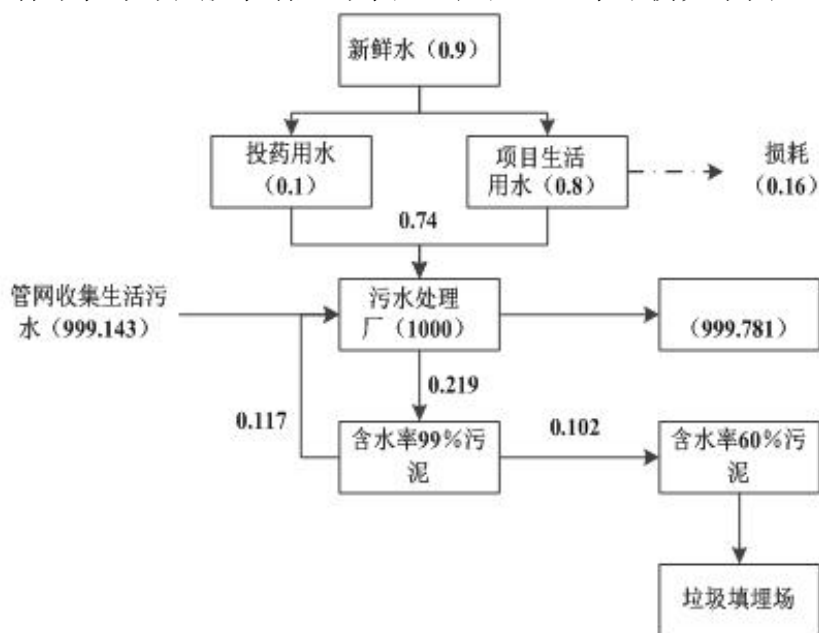 新鲜水（0.9）
投药用水
（0.1）
项目生活
用水（0.8）
损耗
（0.16）
0.74
管网收集生活污
水（999.143）
污水处理
厂（1000）
（999.781）
0.219
0.117
含水率99%污
泥
0.102
含水率60%污
泥
垃圾填埋场